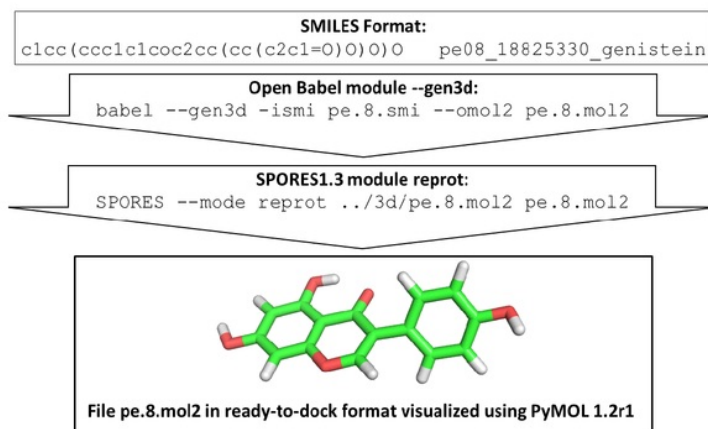 SMILES Format:
c1cc(ccc1c1coc2cc(cc(c2c1=O)O)O)O pe08_18825330_genistein
Open Babel module --gen3d:
babel --gen3d -ismi pe.8.smi --omol2 pe.8.mol2
SPORES1.3 module reprot:
SPORES --mode reprot ../3d/pe.8.mol2 pe.8.mol2
File pe.8.mol2 in ready-to-dock format visualized using PyMOL 1.2r1